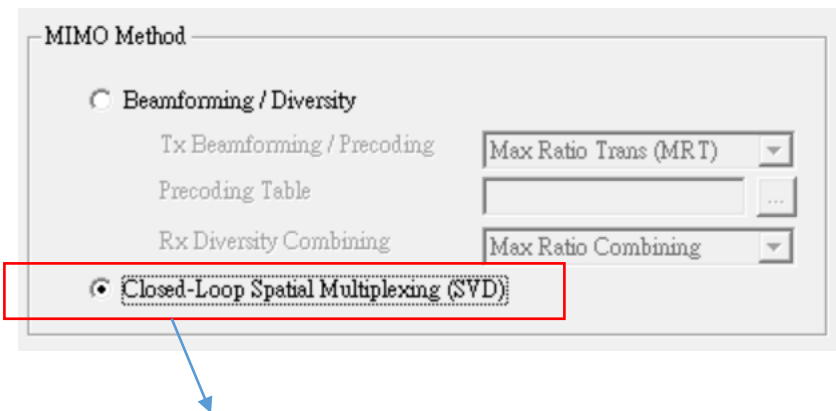 MIMO Method
Beamforming / Diversity
Tx Beamforming / Precoding Max Ratio Trans (MRT)
Precoding Table ...
Rx Diversity Combining Max Ratio Combining
Closed-Loop Spatial Multiplexing (SVD)